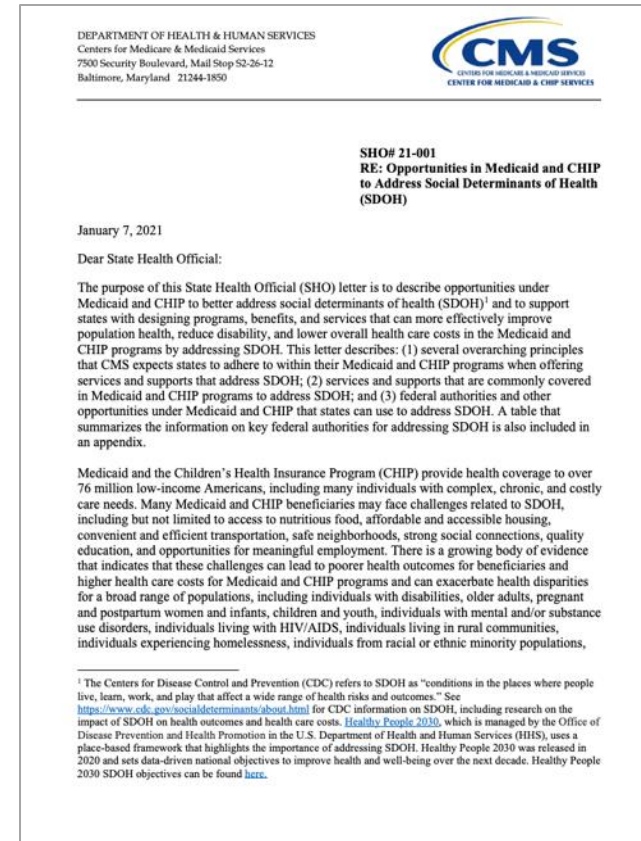 DEPARTMENT OF HEALTH & HUMAN SERVICES
Centers for Medicare & Medicaid Services
7500 Security Boulevard, Mail Stop S2-26-12
Baltimore, Maryland 21244-1850
CMS
CENTERS FOR MEDICARE & MEDICAID SERVICES
CENTER FOR MEDICAID & CHIP SERVICES
SHO# 21-001
RE: Opportunities in Medicaid and CHIP
to Address Social Determinants of Health
(SDOH)
January 7, 2021
Dear State Health Official:
The purpose of this State Health Official (SHO) letter is to describe opportunities under
Medicaid and CHIP to better address social determinants of health (SDOH)¹ and to support
states with designing programs, benefits, and services that can more effectively improve
population health, reduce disability, and lower overall health care costs in the Medicaid and
CHIP programs by addressing SDOH. This letter describes: (1) several overarching principles
that CMS expects states to adhere to within their Medicaid and CHIP programs when offering
services and supports that address SDOH; (2) services and supports that are commonly covered
in Medicaid and CHIP programs to address SDOH; and (3) federal authorities and other
opportunities under Medicaid and CHIP that states can use to address SDOH. A table that
summarizes the information on key federal authorities for addressing SDOH is also included in
an appendix.
Medicaid and the Children's Health Insurance Program (CHIP) provide health coverage to over
76 million low-income Americans, including many individuals with complex, chronic, and costly
care needs. Many Medicaid and CHIP beneficiaries may face challenges related to SDOH,
including but not limited to access to nutritious food, affordable and accessible housing,
convenient and efficient transportation, safe neighborhoods, strong social connections, quality
education, and opportunities for meaningful employment. There is a growing body of evidence
that indicates that these challenges can lead to poorer health outcomes for beneficiaries and
higher health care costs for Medicaid and CHIP programs and can exacerbate health disparities
for a broad range of populations, including individuals with disabilities, older adults, pregnant
and postpartum women and infants, children and youth, individuals with mental and/or substance
use disorders, individuals living with HIV/AIDS, individuals living in rural communities,
individuals experiencing homelessness, individuals from racial or ethnic minority populations,
¹ The Centers for Disease Control and Prevention (CDC) refers to SDOH as "conditions in the places where people
live, learn, work, and play that affect a wide range of health risks and outcomes." See
https://www.cdc.gov/socialdeterminants/about.html for CDC information on SDOH, including research on the
impact of SDOH on health outcomes and health care costs. Healthy People 2030, which is managed by the Office of
Disease Prevention and Health Promotion in the U.S. Department of Health and Human Services (HHS), uses a
place-based framework that highlights the importance of addressing SDOH. Healthy People 2030 was released in
2020 and sets data-driven national objectives to improve health and well-being over the next decade. Healthy People
2030 SDOH objectives can be found here.